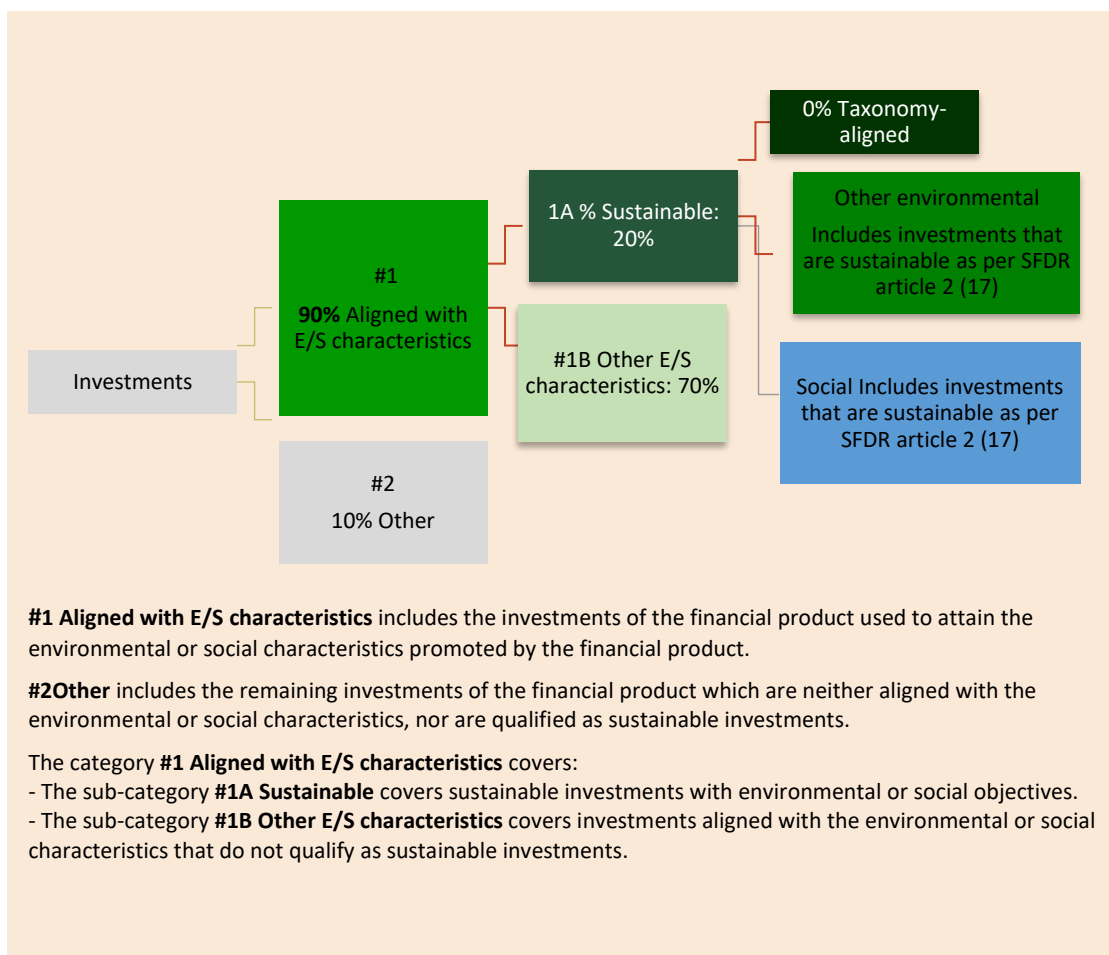 0% Taxonomy-
aligned
1A % Sustainable:
20%
Other environmental
Includes investments that
are sustainable as per SFDR
article 2 (17)
#1
90% Aligned with
E/S characteristics
#1B Other E/S
characteristics: 70%
Investments
Social Includes investments
that are sustainable as per
SFDR article 2 (17)
#2
10% Other
#1 Aligned with E/S characteristics includes the investments of the financial product used to attain the
environmental or social characteristics promoted by the financial product.
#2Other includes the remaining investments of the financial product which are neither aligned with the
environmental or social characteristics, nor are qualified as sustainable investments.
The category #1 Aligned with E/S characteristics covers:
- The sub-category #1A Sustainable covers sustainable investments with environmental or social objectives.
- The sub-category #1B Other E/S characteristics covers investments aligned with the environmental or social
characteristics that do not qualify as sustainable investments.